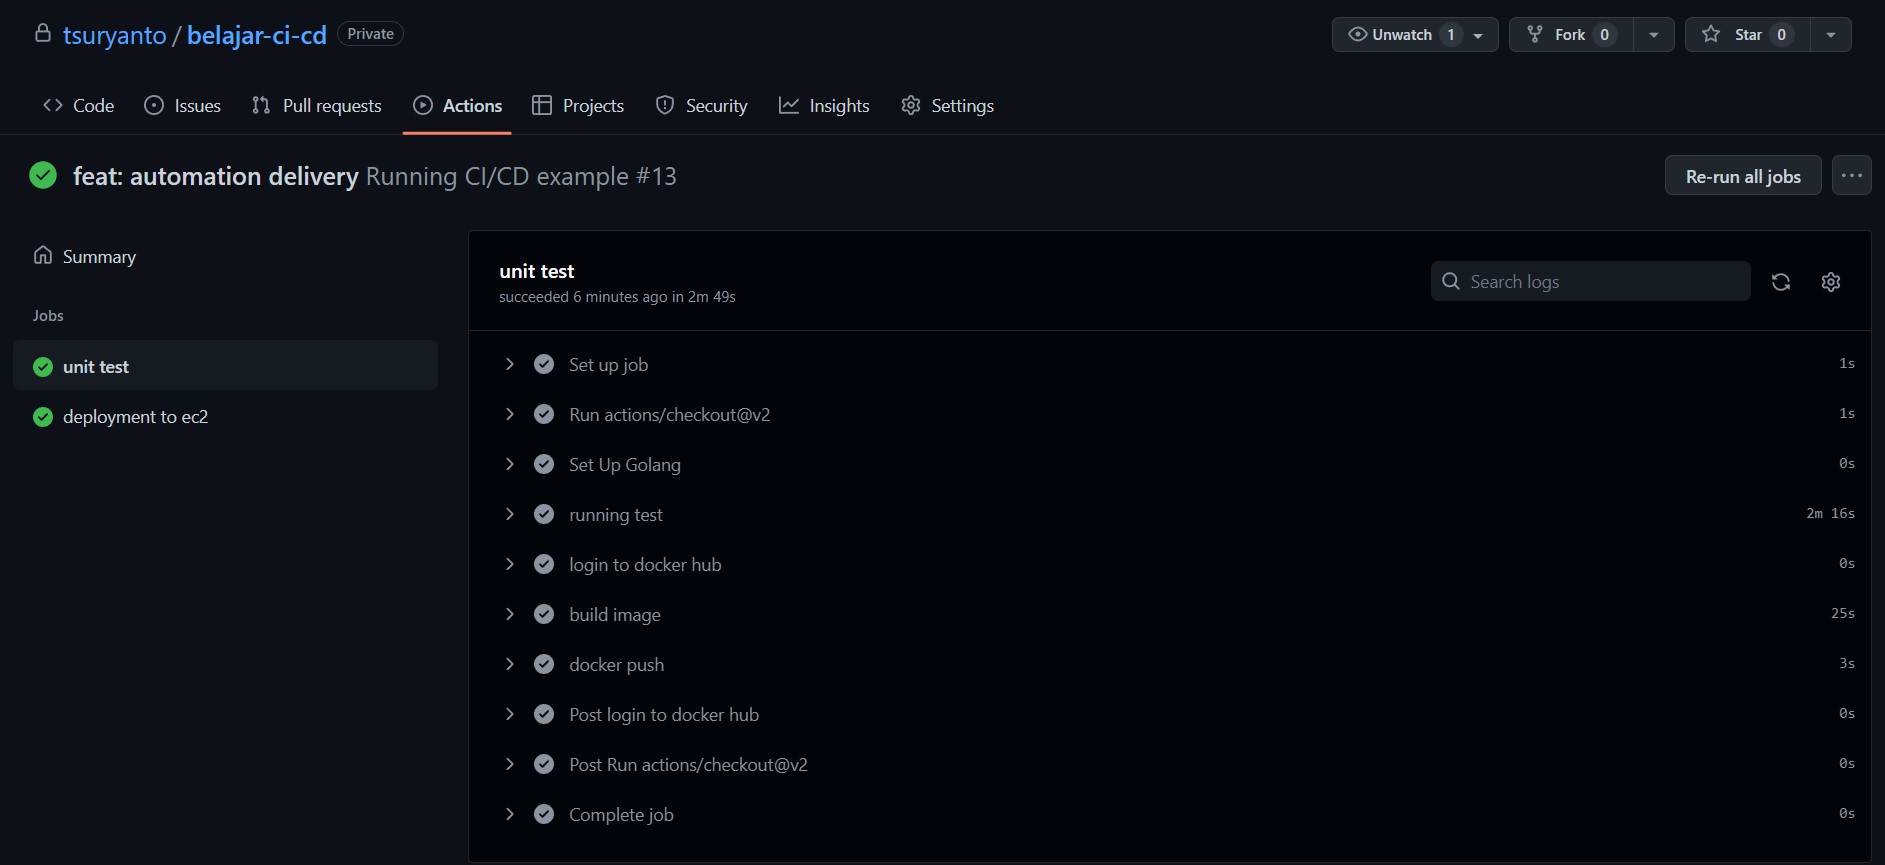 tsuryanto / belajar-ci-cd Private Unwatch 1 Fork 0 Star 0
Code Issues Pull requests Actions Projects Security Insights Settings
feat: automation delivery Running CI/CD example #13 Re-run all jobs ···
Summary
Jobs
unit test
deployment to ec2
unit test
succeeded 6 minutes ago in 2m 49s
Search logs
Set up job 1s
Run actions/checkout@v2 1s
Set Up Golang 0s
running test 2m 16s
login to docker hub 0s
build image 25s
docker push 3s
Post login to docker hub 0s
Post Run actions/checkout@v2 0s
Complete job 0s